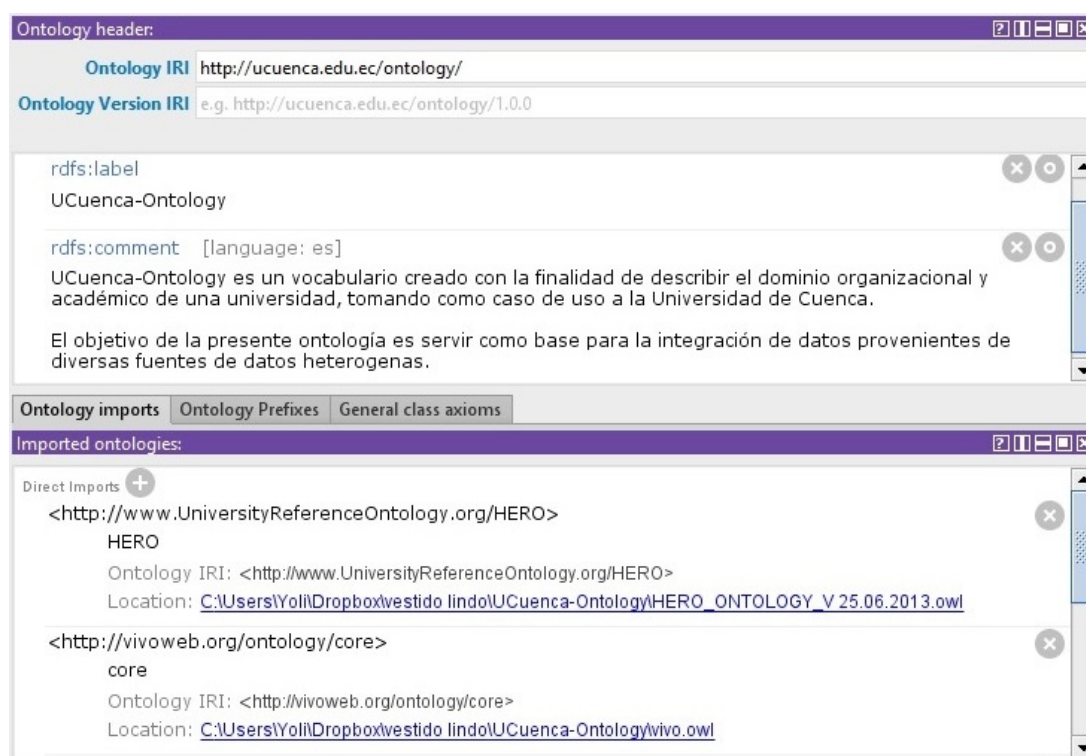 Ontology header:
Ontology IRI http://ucuenca.edu.ec/ontology/
Ontology Version IRI e.g. http://ucuenca.edu.ec/ontology/1.0.0
rdfs:label
UCuenca-Ontology
rdfs:comment [language: es]
UCuenca-Ontology es un vocabulario creado con la finalidad de describir el dominio organizacional y
académico de una universidad, tomando como caso de uso a la Universidad de Cuenca.
El objetivo de la presente ontología es servir como base para la integración de datos provenientes de
diversas fuentes de datos heterogenas.
Ontology imports Ontology Prefixes General class axioms
Imported ontologies:
Direct Imports
<http://www.UniversityReferenceOntology.org/HERO>
HERO
Ontology IRI: <http://www.UniversityReferenceOntology.org/HERO>
Location: C:\Users\Yoli\Dropbox\vestido lindo\UCuenca-Ontology\HERO_ONTOLOGY_V 25.06.2013.owl
<http://vivoweb.org/ontology/core>
core
Ontology IRI: <http://vivoweb.org/ontology/core>
Location: C:\Users\Yoli\Dropbox\vestido lindo\UCuenca-Ontology\vivo.owl